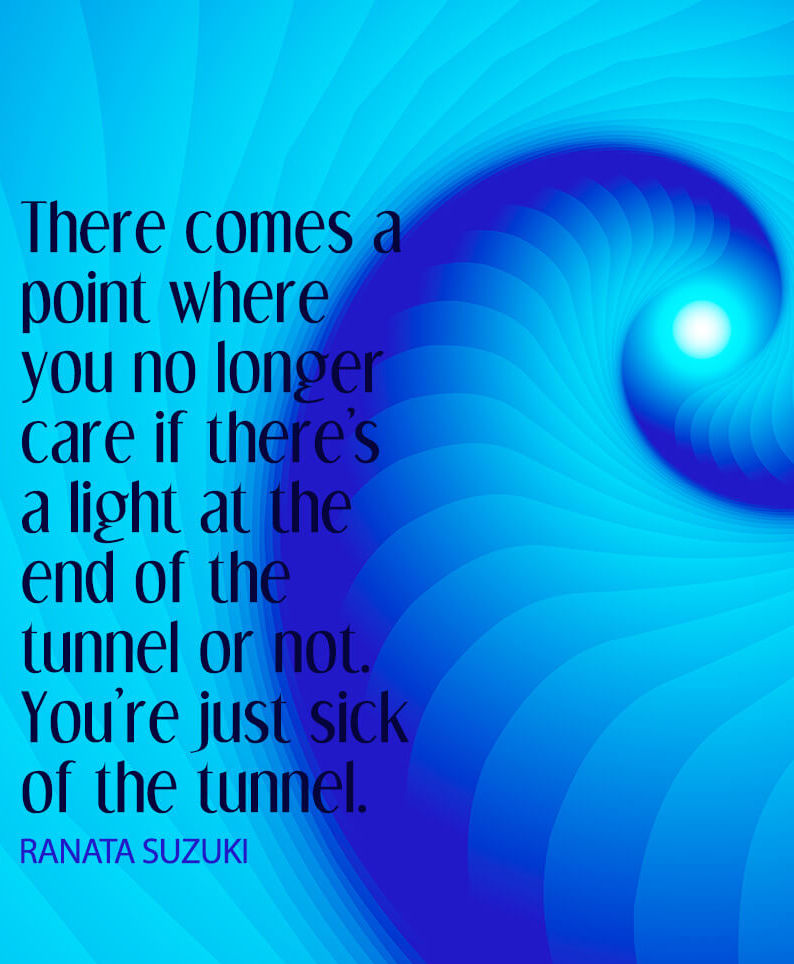 There comes a
point where
you no longer
care if there's
a light at the
end of the
tunnel or not.
You're just sick
of the tunnel.
RANATA SUZUKI